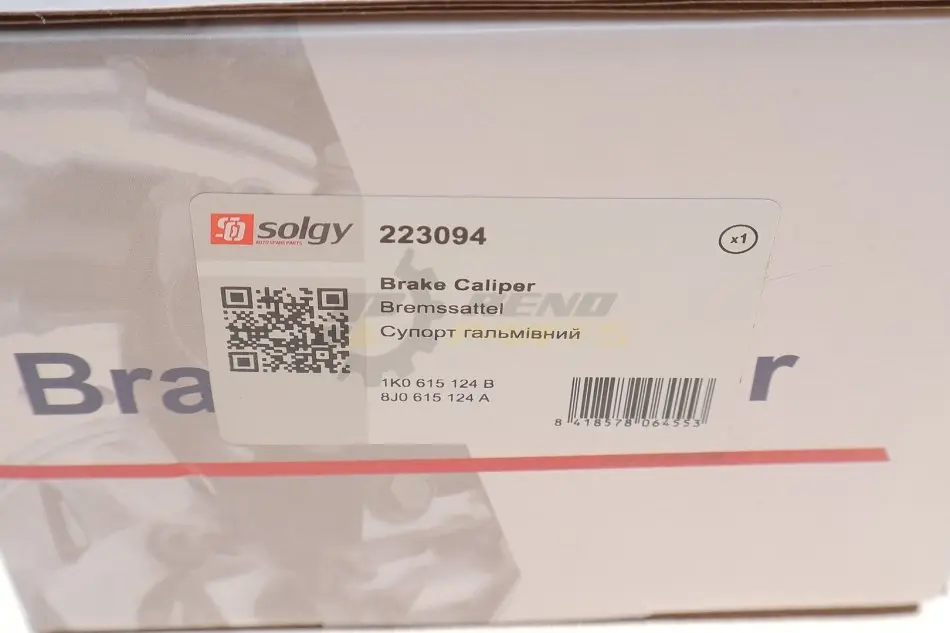 solgy
AUTO SPARE PARTS
223094
x1
Brake Caliper
Bremssattel
Супорт гальмівний
1K0 615 124 B
8J0 615 124 A
8 418578 064553
Bra
r